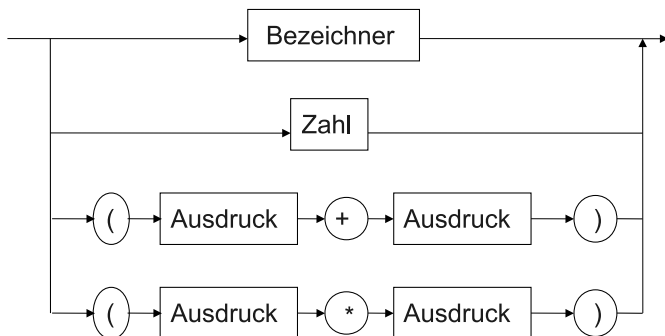 Bezeichner
Zahl
( Ausdruck + Ausdruck )
( Ausdruck * Ausdruck )